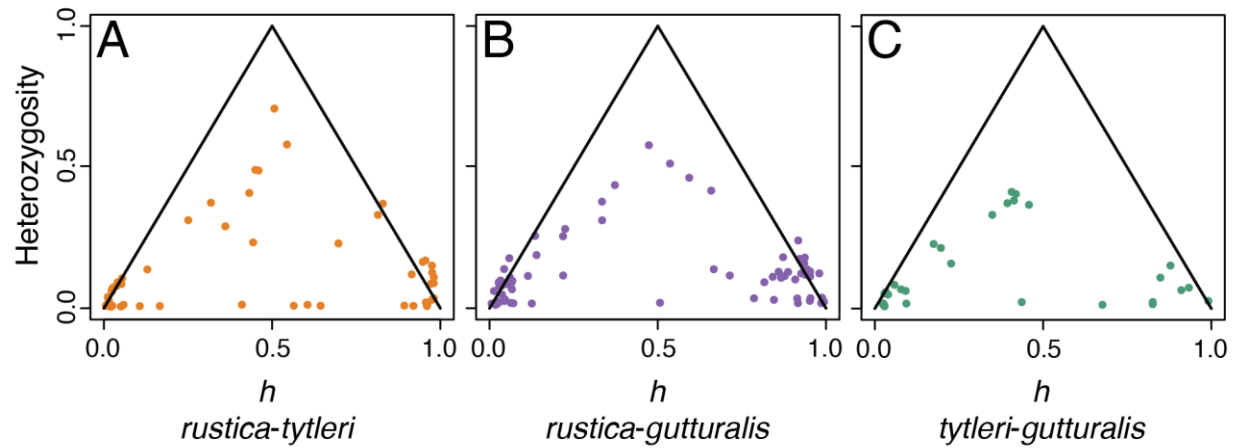 A
B
C
Heterozygosity
1.0
0.5
0.0
0.0 0.5 1.0
0.0 0.5 1.0
0.0 0.5 1.0
h
h
h
rustica-tytleri
rustica-gutturalis
tytleri-gutturalis